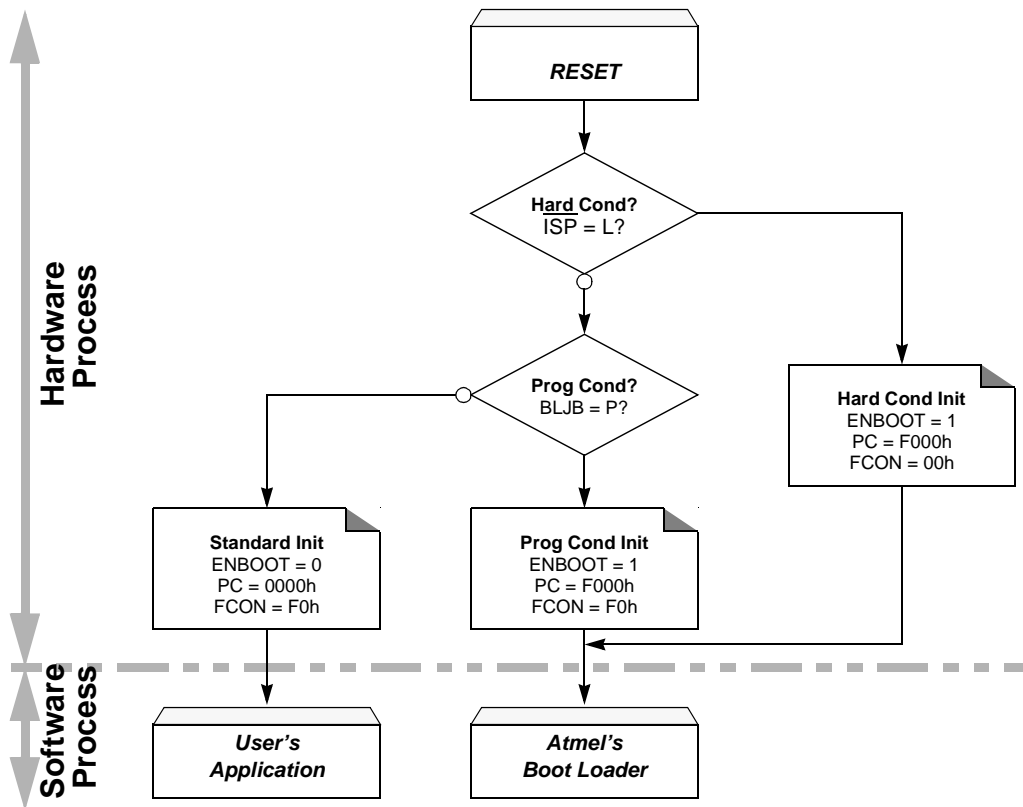 RESET
Hard Cond?
ISP = L?
Prog Cond?
BLJB = P?
Hard Cond Init
ENBOOT = 1
PC = F000h
FCON = 00h
Standard Init
ENBOOT = 0
PC = 0000h
FCON = F0h
Prog Cond Init
ENBOOT = 1
PC = F000h
FCON = F0h
User's
Application
Atmel's
Boot Loader
Hardware
Process
Software
Process